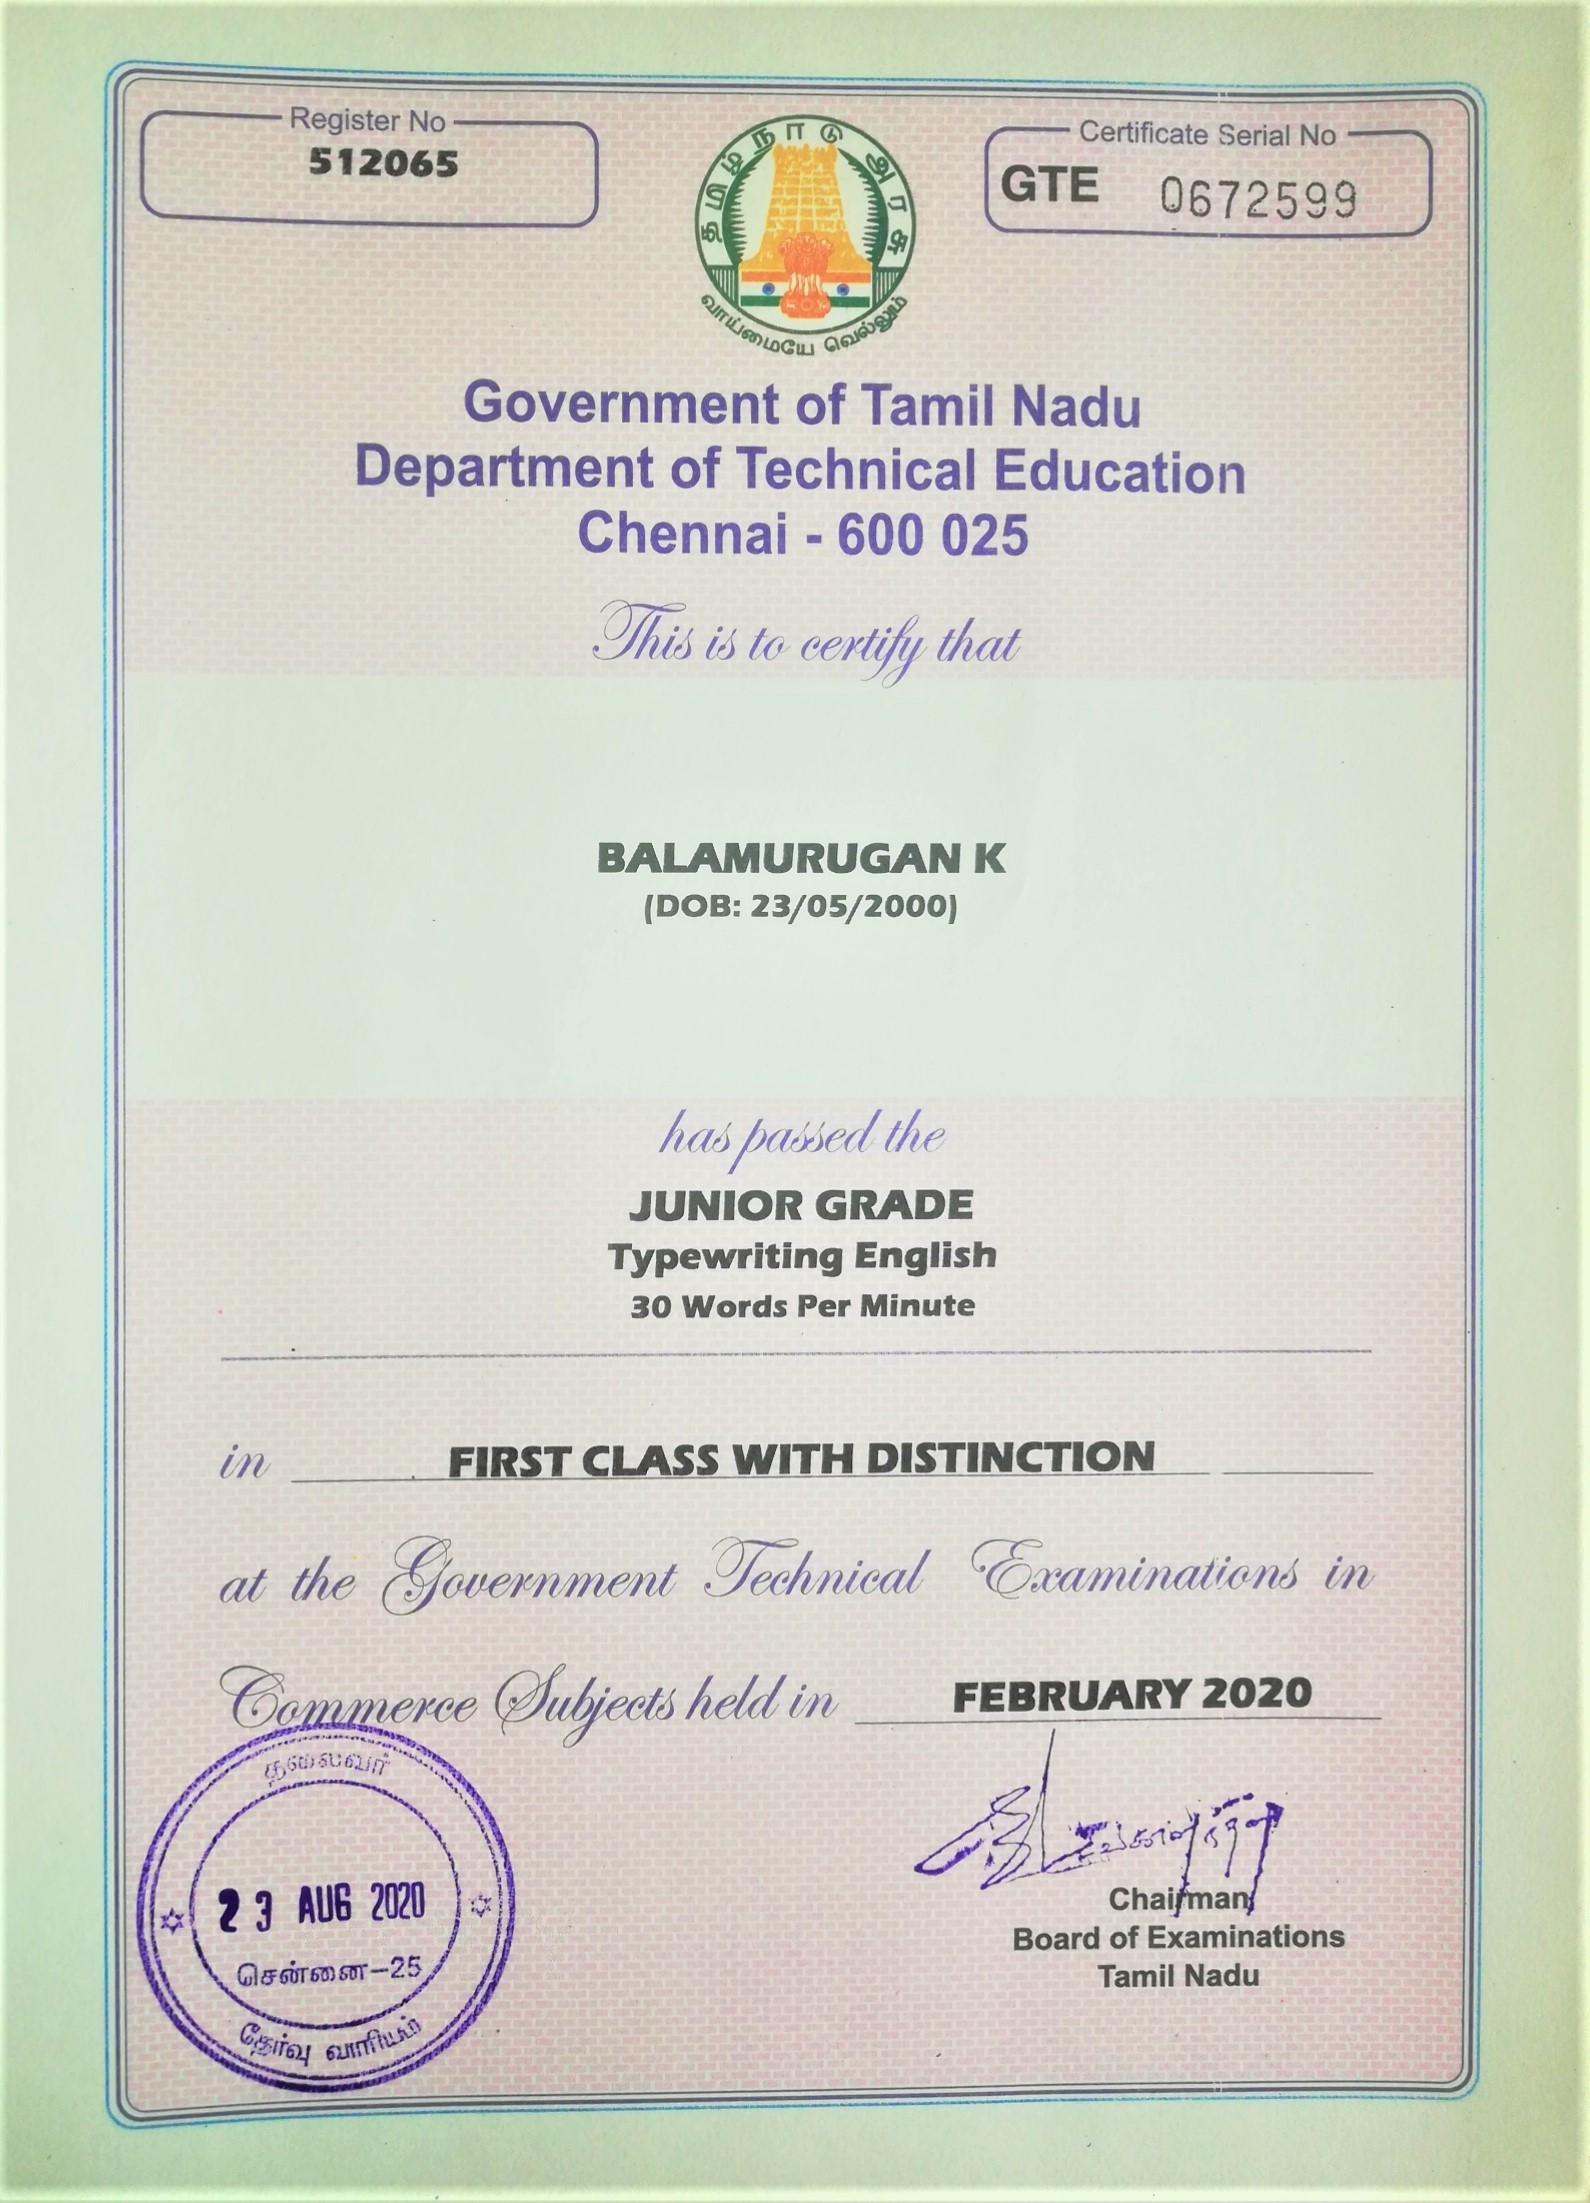 Register No
512065
தமிழ்நாடு அரசு
வாய்மையே வெல்லும்
Certificate Serial No
GTE 0672599
Government of Tamil Nadu
Department of Technical Education
Chennai - 600 025
This is to certify that
BALAMURUGAN K
(DOB: 23/05/2000)
has passed the
JUNIOR GRADE
Typewriting English
30 Words Per Minute
in FIRST CLASS WITH DISTINCTION
at the Government Technical Examinations in
Commerce Subjects held in FEBRUARY 2020
தலைவர்
23 AUG 2020
சென்னை-25
தேர்வு வாரியம்
Chairman
Board of Examinations
Tamil Nadu